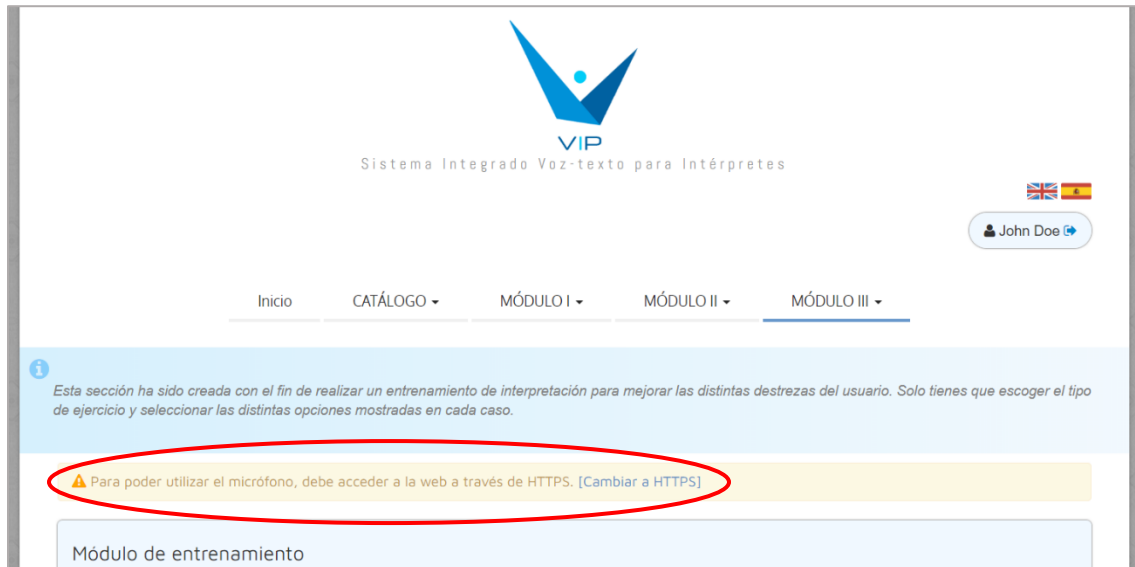 VIP
Sistema Integrado Voz-texto para Intérpretes
John Doe
Inicio CATÁLOGO MÓDULO I MÓDULO II MÓDULO III
Esta sección ha sido creada con el fin de realizar un entrenamiento de interpretación para mejorar las distintas destrezas del usuario. Solo tienes que escoger el tipo
de ejercicio y seleccionar las distintas opciones mostradas en cada caso.
Para poder utilizar el micrófono, debe acceder a la web a través de HTTPS. [Cambiar a HTTPS]
Módulo de entrenamiento